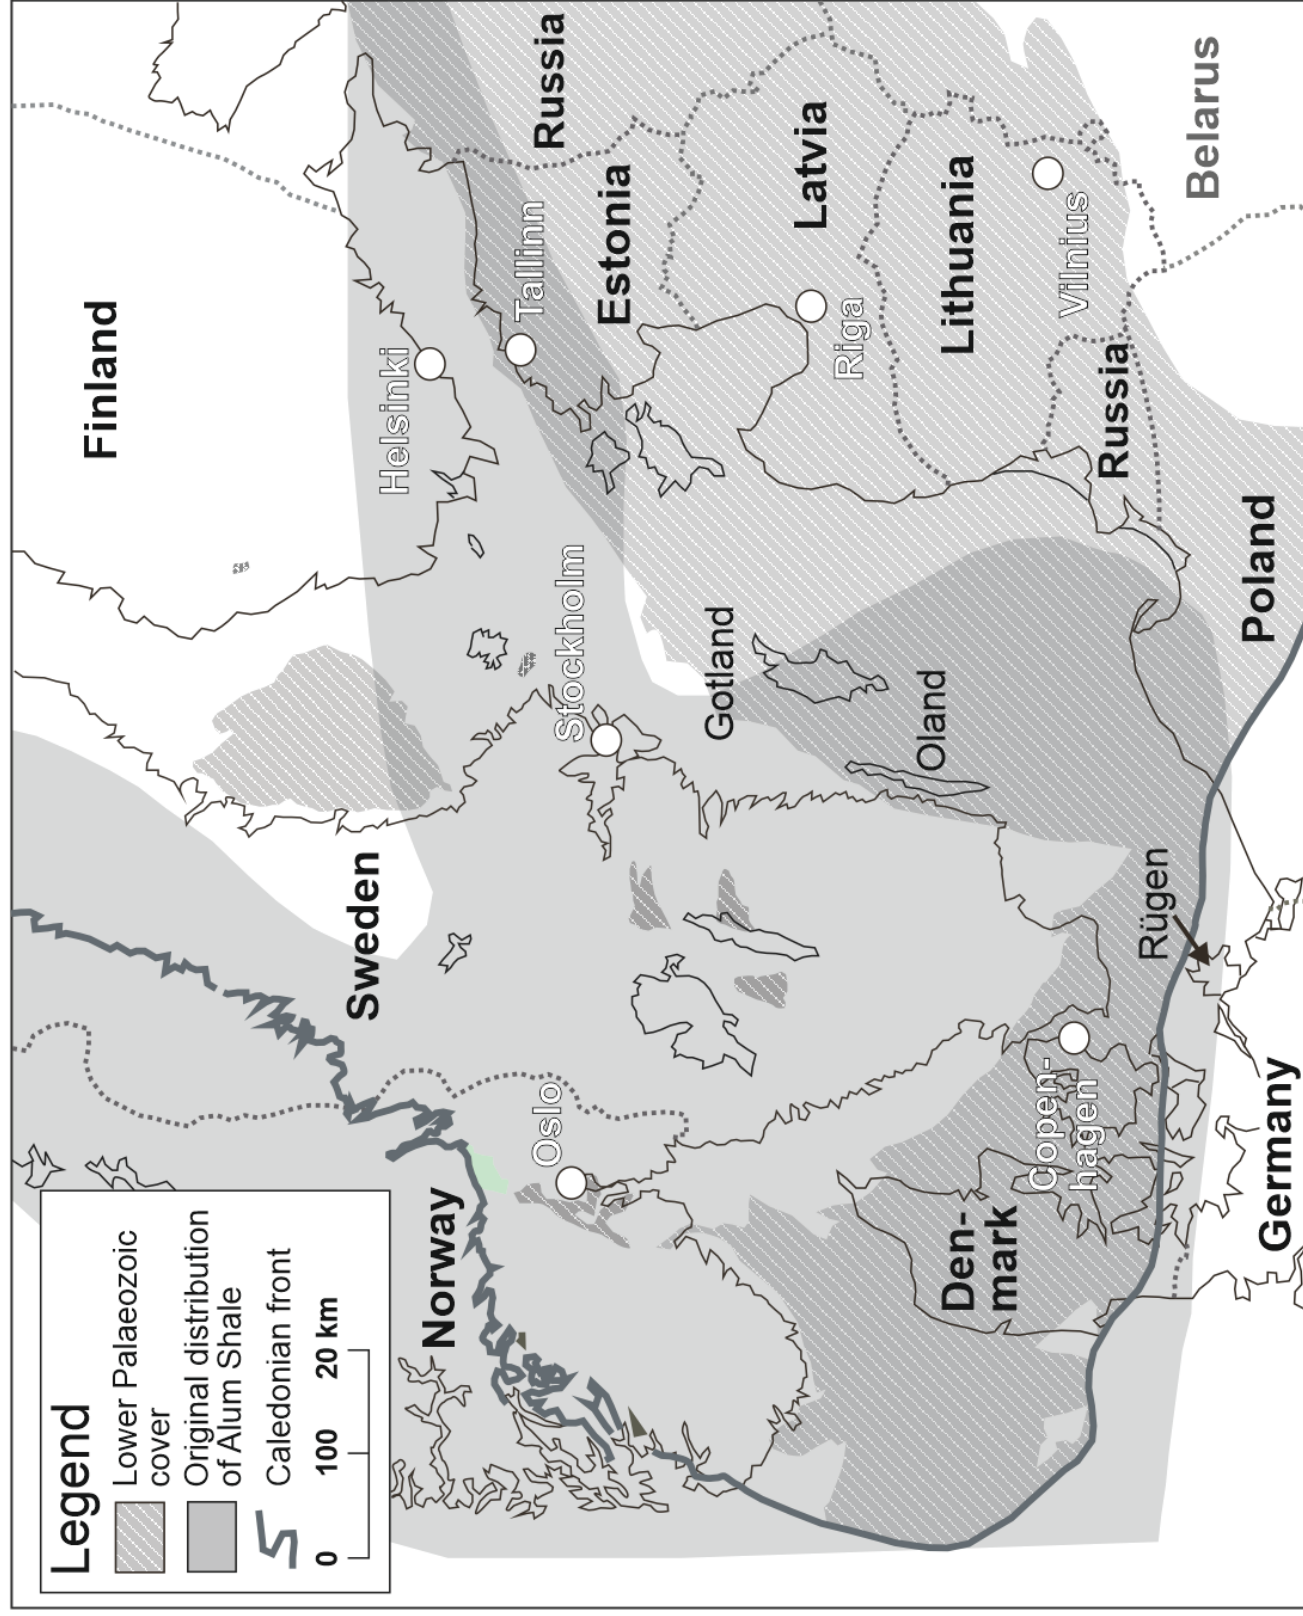 Legend
Lower Palaeozoic
cover
Original distribution
of Alum Shale
Caledonian front
0
100
20 km
Norway
Oslo
Sweden
Finland
Helsinki
Stockholm
Tallinn
Estonia
Russia
Latvia
Riga
Lithuania
Vilnius
Belarus
Russia
Poland
Gotland
Oland
Rügen
Copen-
hagen
Den-
mark
Germany